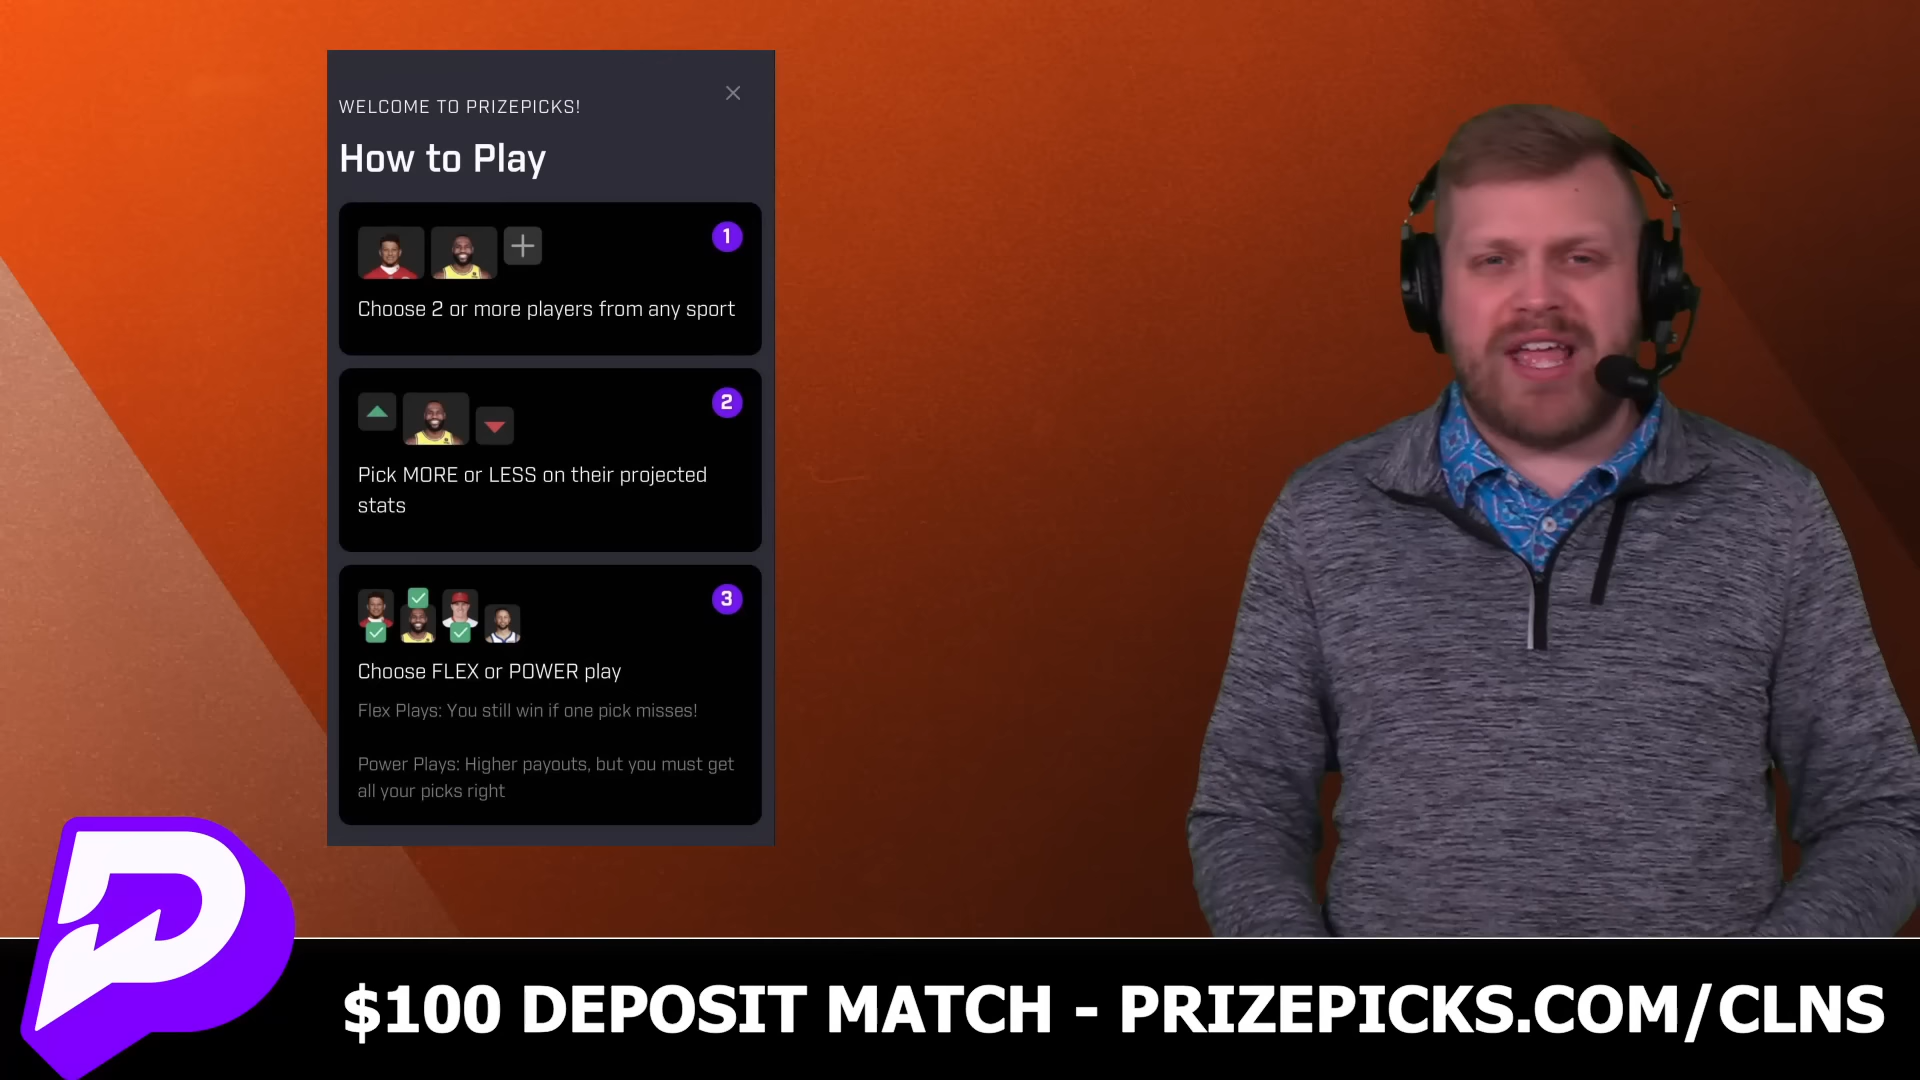 WELCOME TO PRIZEPICKS!
How to Play
1
Choose 2 or more players from any sport
2
Pick MORE or LESS on their projected
stats
3
Choose FLEX or POWER play
Flex Plays: You still win if one pick misses!
Power Plays: Higher payouts, but you must get
all your picks right
$100 DEPOSIT MATCH - PRIZEPICKS.COM/CLNS